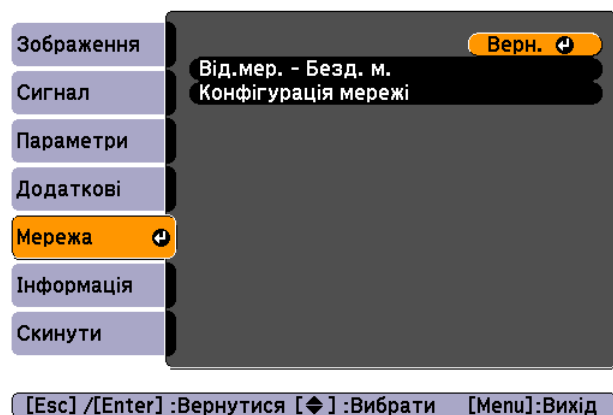 Зображення
Сигнал
Параметри
Додаткові
Мережа
Інформація
Скинути
Верн.
Від.мер. - Безд. м.
Конфігурація мережі
[Esc] /[Enter] :Вернутися [◆] :Вибрати [Menu]:Вихід